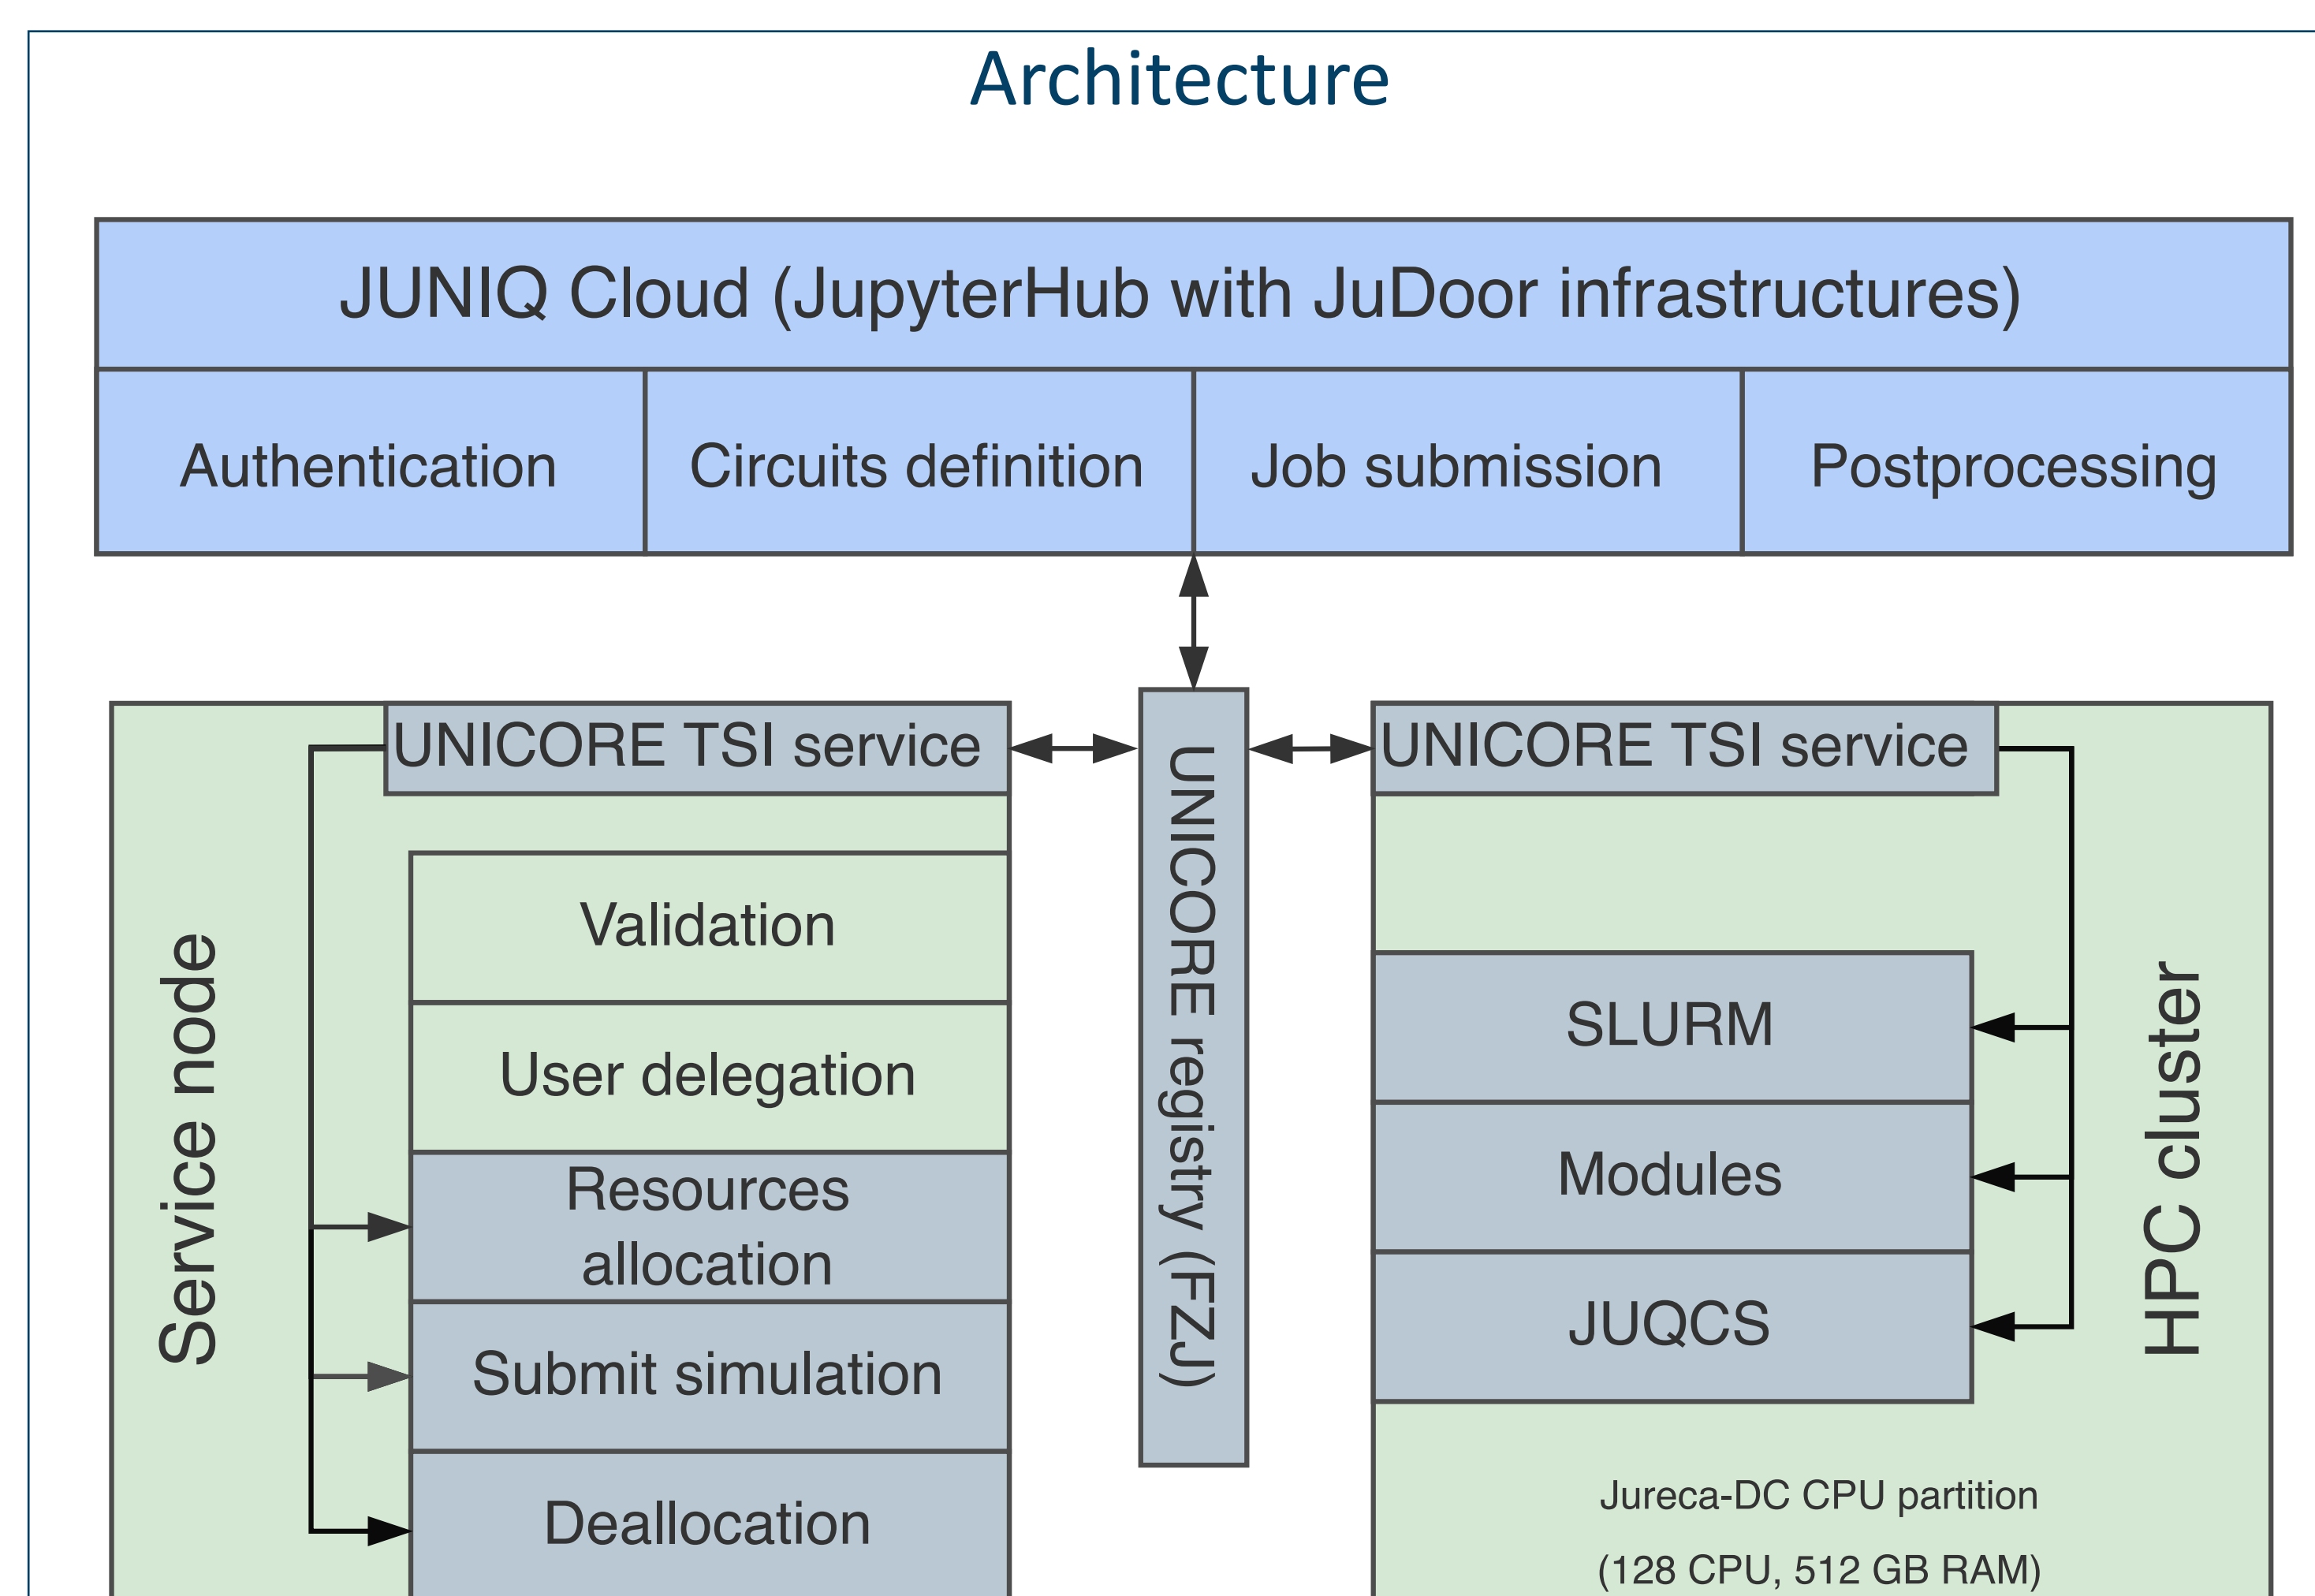 Architecture
JUNIQ Cloud (JupyterHub with JuDoor infrastructures)
Authentication
Circuits definition
Job submission
Postprocessing
Service node
UNICORE TSI service
Validation
User delegation
Resources
allocation
Submit simulation
Deallocation
UNICORE registry (FZJ)
UNICORE TSI service
SLURM
Modules
JUQCS
Jureca-DC CPU partition
(128 CPU, 512 GB RAM)
HPC cluster